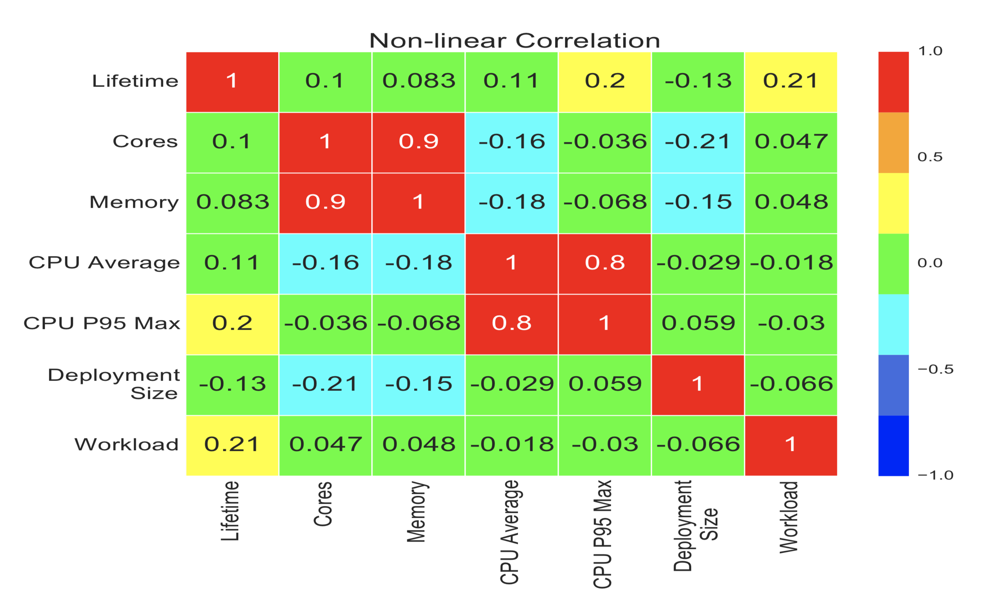 Non-linear Correlation
1.0
Lifetime 1 0.1 0.083 0.11 0.2 -0.13 0.21
Cores 0.1 1 0.9 -0.16 -0.036 -0.21 0.047
0.5
Memory 0.083 0.9 1 -0.18 -0.068 -0.15 0.048
CPU Average 0.11 -0.16 -0.18 1 0.8 -0.029 -0.018
0.0
CPU P95 Max 0.2 -0.036 -0.068 0.8 1 0.059 -0.03
Deployment
Size
-0.13 -0.21 -0.15 -0.029 0.059 1 -0.066
−0.5
Workload 0.21 0.047 0.048 -0.018 -0.03 -0.066 1
−1.0
Lifetime
Cores
Memory
CPU Average
CPU P95 Max
Deployment
Size
Workload